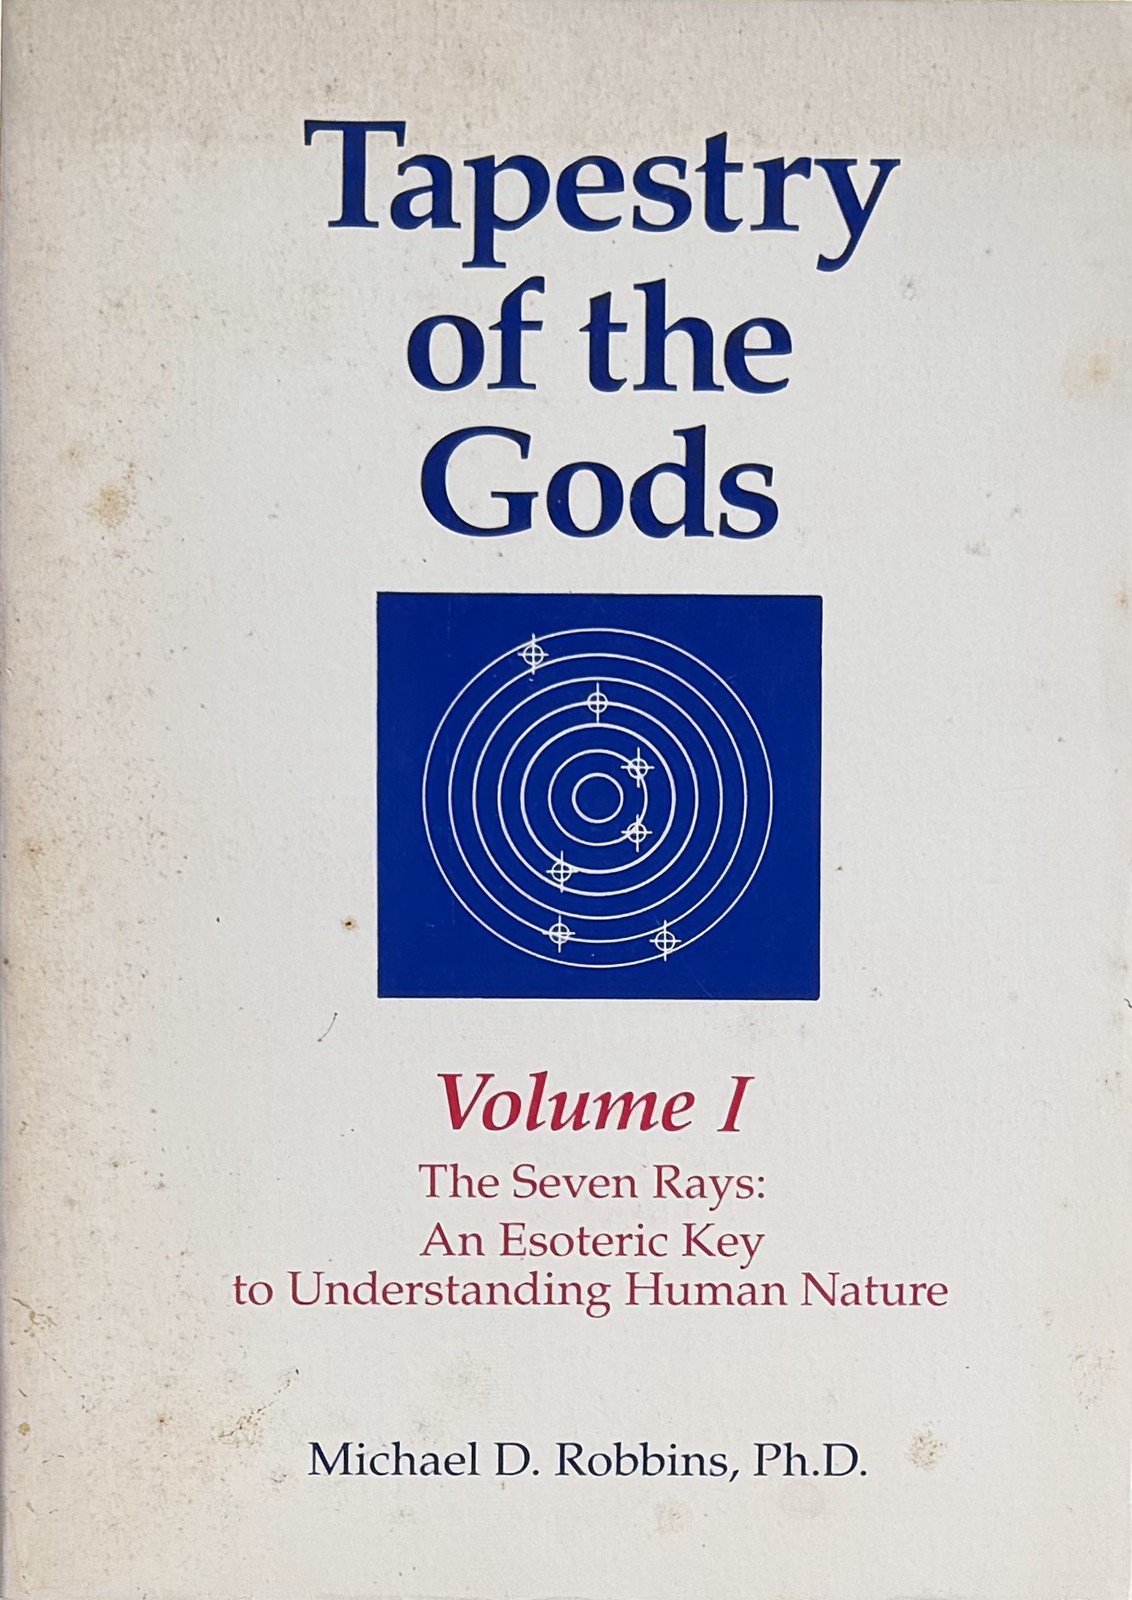 Tapestry
of the
Gods
Volume I
The Seven Rays:
An Esoteric Key
to Understanding Human Nature
Michael D. Robbins, Ph.D.